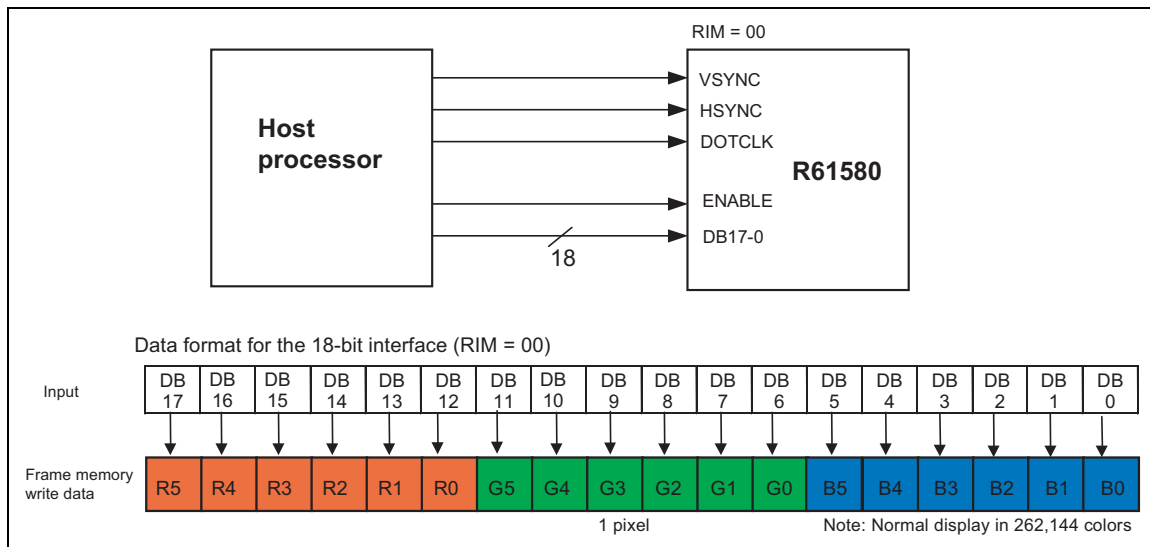 RIM = 00
Host
processor
VSYNC
HSYNC
DOTCLK
R61580
ENABLE
DB17-0
18
Data format for the 18-bit interface (RIM = 00)
Input
DB 17 DB 16 DB 15 DB 14 DB 13 DB 12 DB 11 DB 10 DB 9 DB 8 DB 7 DB 6 DB 5 DB 4 DB 3 DB 2 DB 1 DB 0
Frame memory
write data
R5 R4 R3 R2 R1 R0 G5 G4 G3 G2 G1 G0 B5 B4 B3 B2 B1 B0
1 pixel
Note: Normal display in 262,144 colors